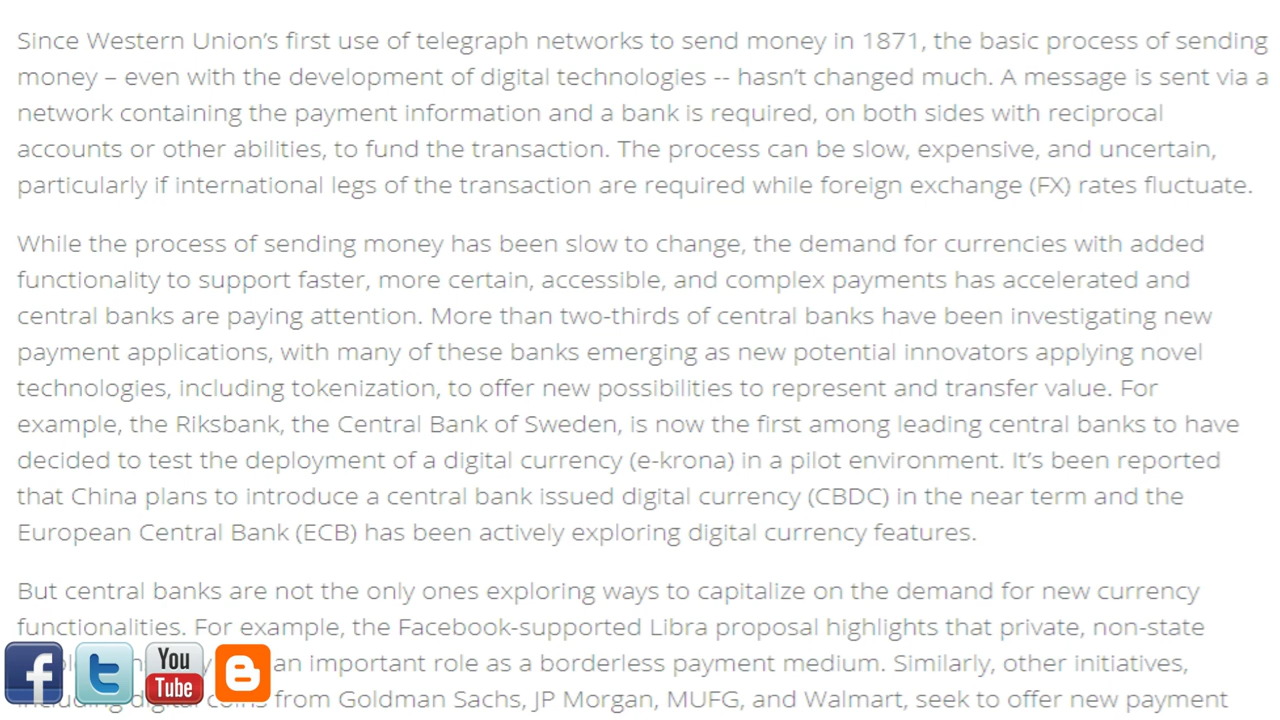 Since Western Union's first use of telegraph networks to send money in 1871, the basic process of sending
money – even with the development of digital technologies -- hasn't changed much. A message is sent via a
network containing the payment information and a bank is required, on both sides with reciprocal
accounts or other abilities, to fund the transaction. The process can be slow, expensive, and uncertain,
particularly if international legs of the transaction are required while foreign exchange (FX) rates fluctuate.
While the process of sending money has been slow to change, the demand for currencies with added
functionality to support faster, more certain, accessible, and complex payments has accelerated and
central banks are paying attention. More than two-thirds of central banks have been investigating new
payment applications, with many of these banks emerging as new potential innovators applying novel
technologies, including tokenization, to offer new possibilities to represent and transfer value. For
example, the Riksbank, the Central Bank of Sweden, is now the first among leading central banks to have
decided to test the deployment of a digital currency (e-krona) in a pilot environment. It's been reported
that China plans to introduce a central bank issued digital currency (CBDC) in the near term and the
European Central Bank (ECB) has been actively exploring digital currency features.
But central banks are not the only ones exploring ways to capitalize on the demand for new currency
functionalities. For example, the Facebook-supported Libra proposal highlights that private, non-state
an important role as a borderless payment medium. Similarly, other initiatives,
from Goldman Sachs, JP Morgan, MUFG, and Walmart, seek to offer new payment
You
Tube